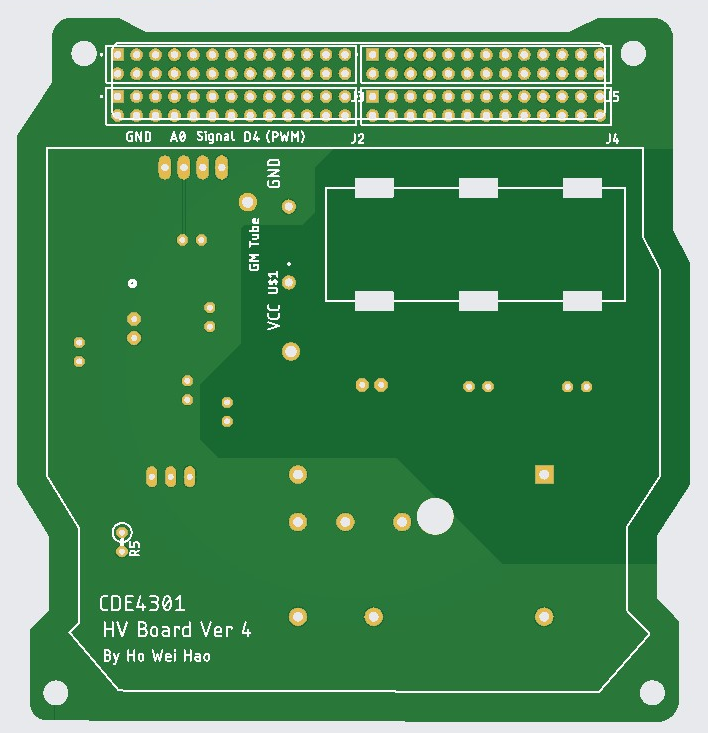 J5
GND A0 Signal D4 (PWM)
J2
J4
GND
GM Tube
U$1
VCC
R5
CDE4301
HV Board Ver 4
By Ho Wei Hao